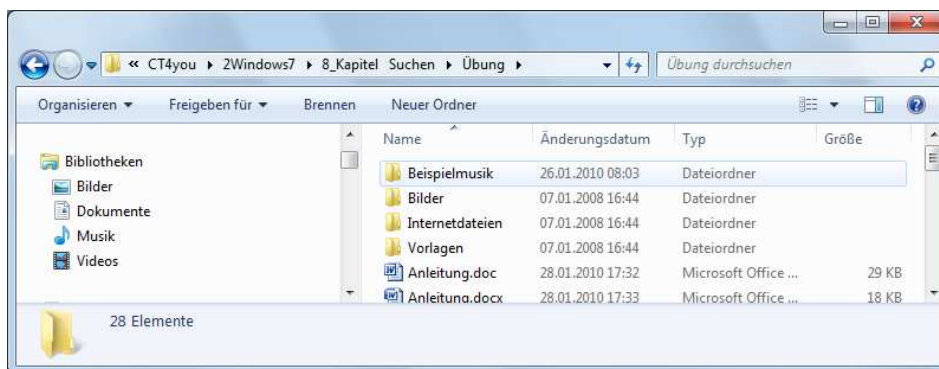 « CT4you ▸ 2Windows7 ▸ 8_Kapitel Suchen ▸ Übung ▸
Übung durchsuchen
Organisieren Freigeben für Brennen Neuer Ordner
Name Änderungsdatum Typ Größe
Bibliotheken
Bilder
Dokumente
Musik
Videos
Beispielmusik 26.01.2010 08:03 Dateiordner
Bilder 07.01.2008 16:44 Dateiordner
Internetdateien 07.01.2008 16:44 Dateiordner
Vorlagen 07.01.2008 16:44 Dateiordner
Anleitung.doc 28.01.2010 17:32 Microsoft Office ... 29 KB
Anleitung.docx 28.01.2010 17:33 Microsoft Office ... 18 KB
28 Elemente